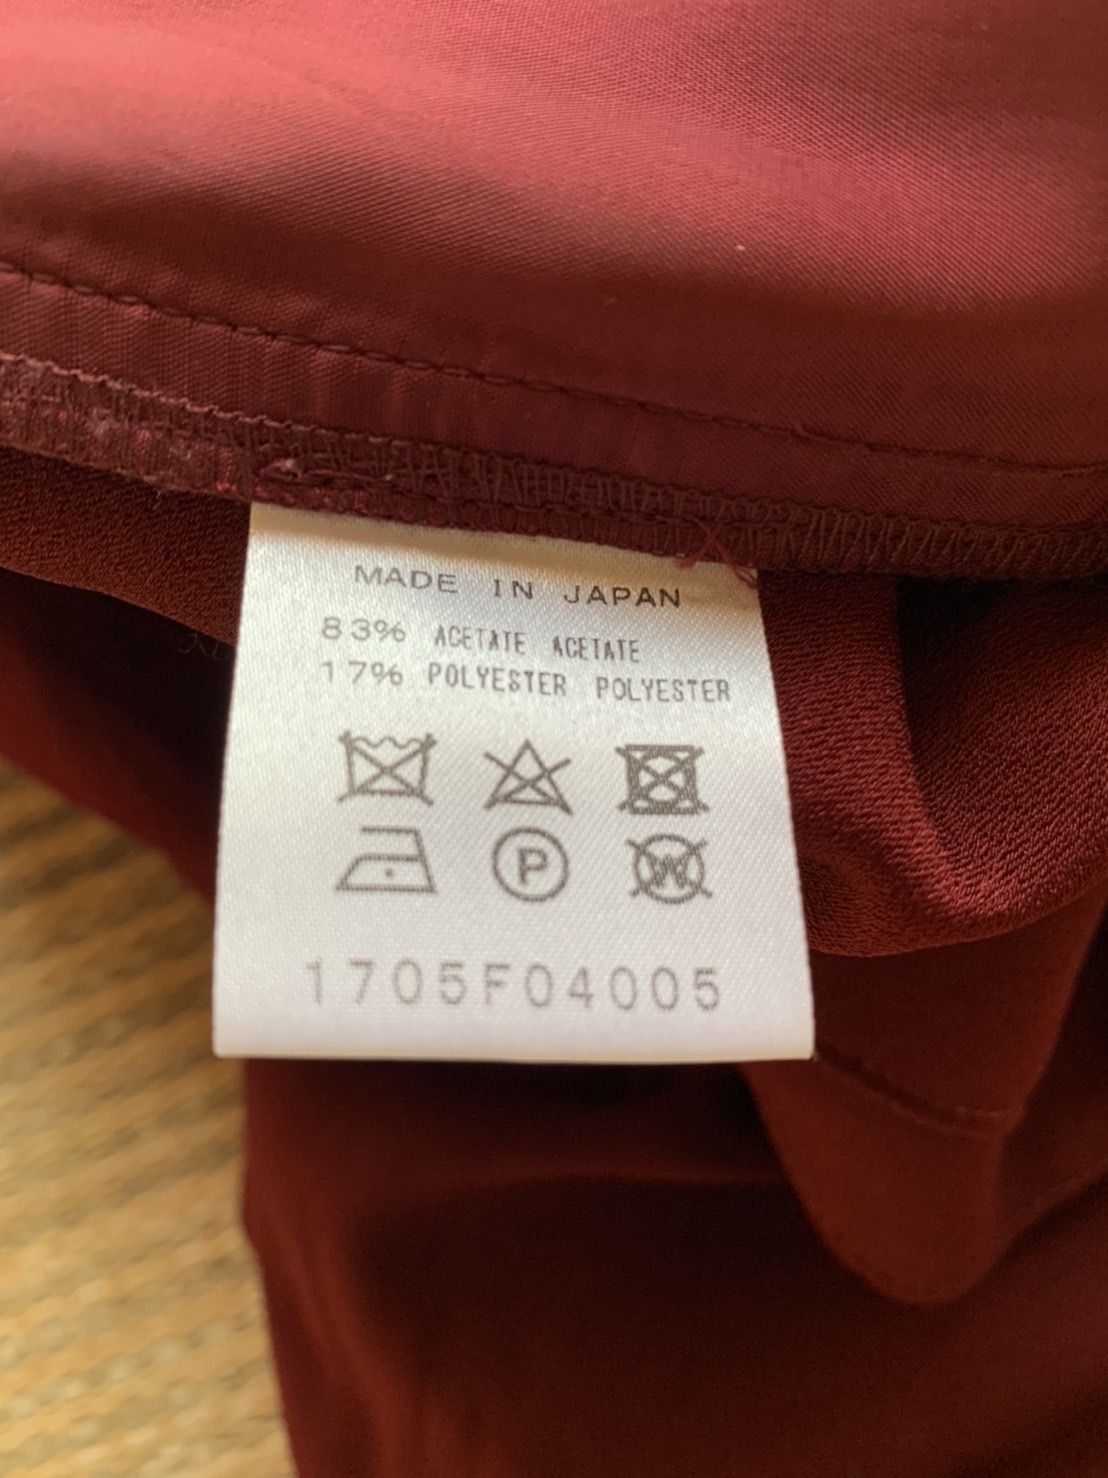 MADE IN JAPAN
83% ACETATE ACETATE
17% POLYESTER POLYESTER
P W
1705F04005